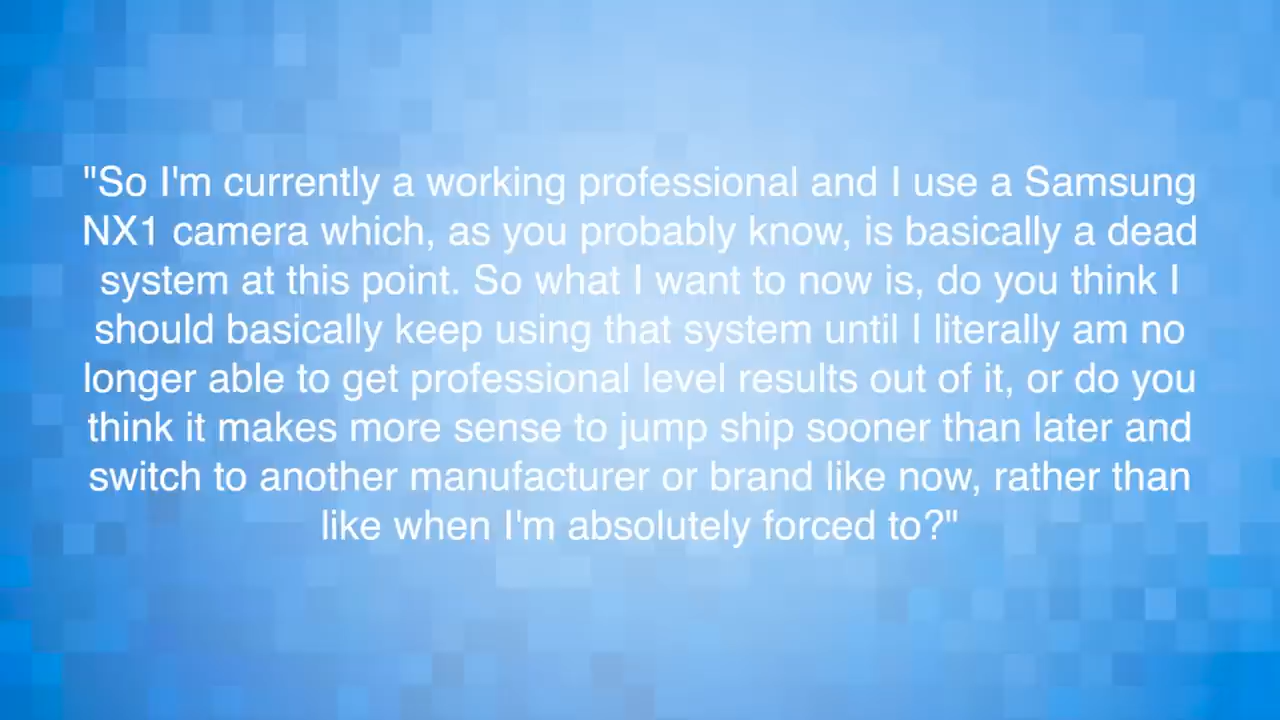 "So I'm currently a working professional and I use a Samsung
NX1 camera which, as you probably know, is basically a dead
system at this point. So what I want to now is, do you think I
should basically keep using that system until I literally am no
longer able to get professional level results out of it, or do you
think it makes more sense to jump ship sooner than later and
switch to another manufacturer or brand like now, rather than
like when I'm absolutely forced to?"